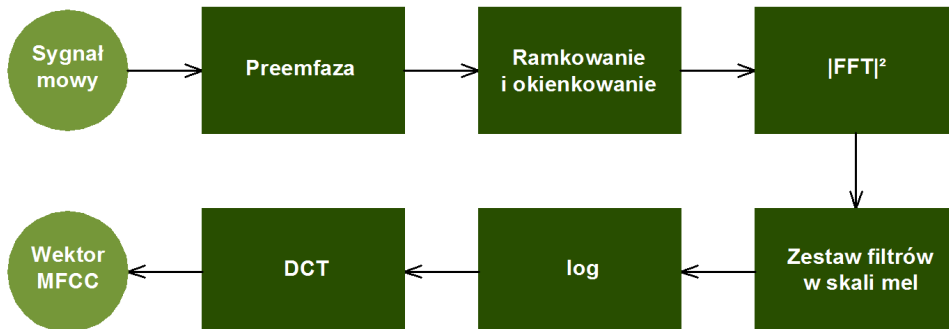 Sygnał
mowy
Preemfaza
Ramkowanie
i okienkowanie
|FFT|²
Wektor
MFCC
DCT
log
Zestaw filtrów
w skali mel